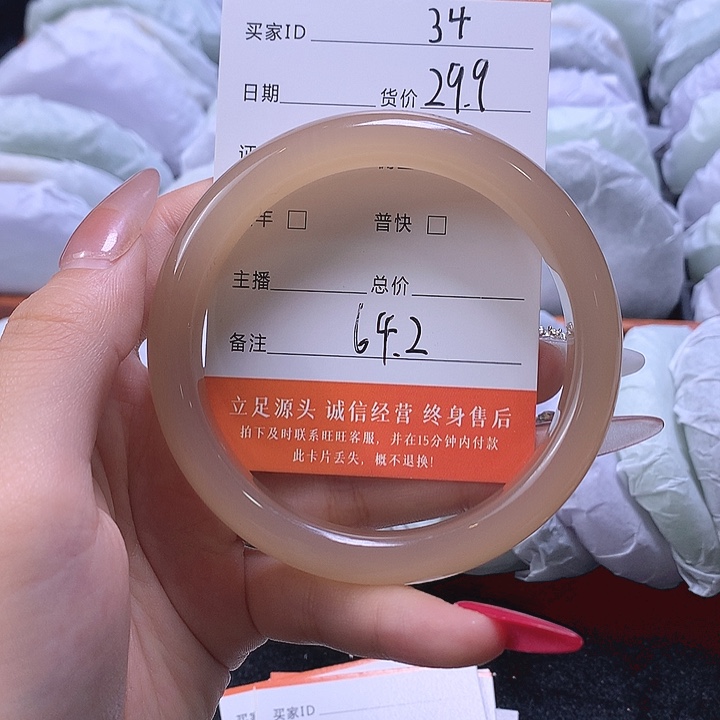 买家ID 34
日期 货价 29.9
证
手 □ 普快 □
主播 总价
备注 64.2
立足源头 诚信经营 终身售后
拍下及时联系旺旺客服，并在15分钟内付款
此卡片丢失，概不退换！
买家ID